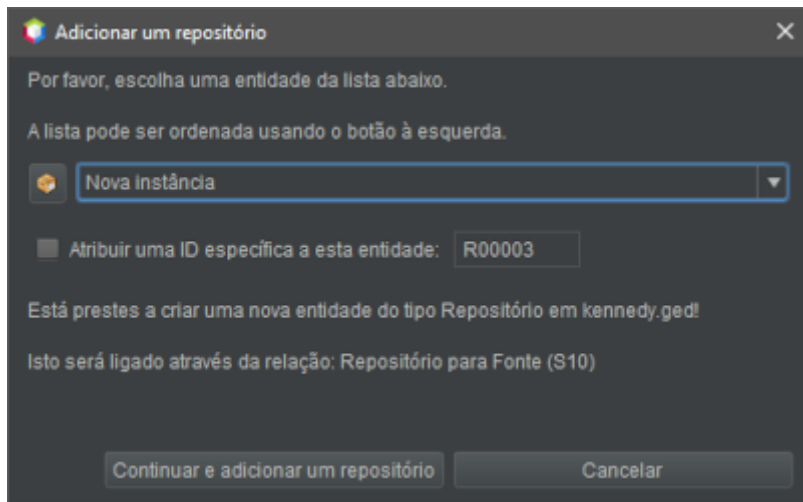 Adicionar um repositório
Por favor, escolha uma entidade da lista abaixo.
A lista pode ser ordenada usando o botão à esquerda.
Nova instância
Atribuir uma ID específica a esta entidade: R00003
Está prestes a criar uma nova entidade do tipo Repositório em kennedy.ged!
Isto será ligado através da relação: Repositório para Fonte (S10)
Continuar e adicionar um repositório Cancelar